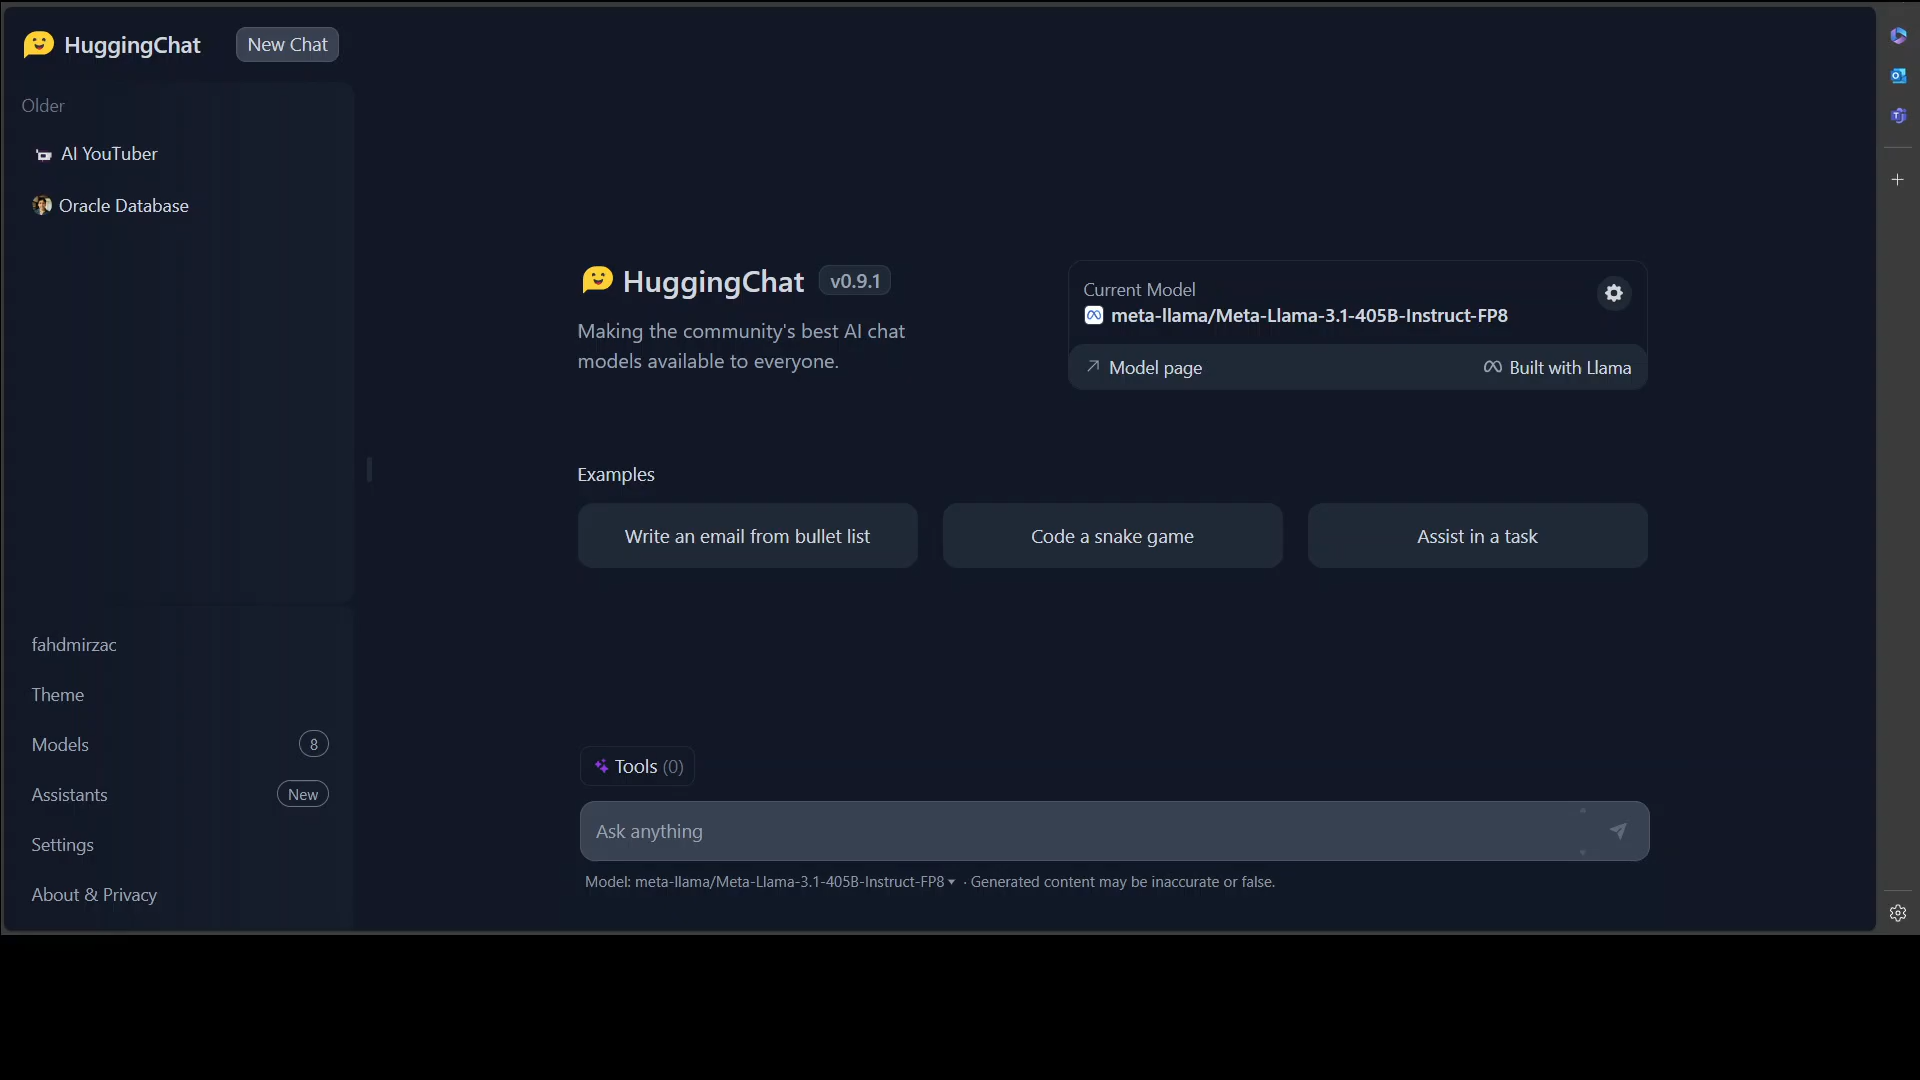 HuggingChat
New Chat
Older
AI YouTuber
Oracle Database
fahdmirzac
Theme
Models 8
Assistants New
Settings
About & Privacy
HuggingChat v0.9.1
Making the community's best AI chat
models available to everyone.
Current Model
meta-llama/Meta-Llama-3.1-405B-Instruct-FP8
Model page
Built with Llama
Examples
Write an email from bullet list
Code a snake game
Assist in a task
Tools (0)
Ask anything
Model: meta-llama/Meta-Llama-3.1-405B-Instruct-FP8 · Generated content may be inaccurate or false.